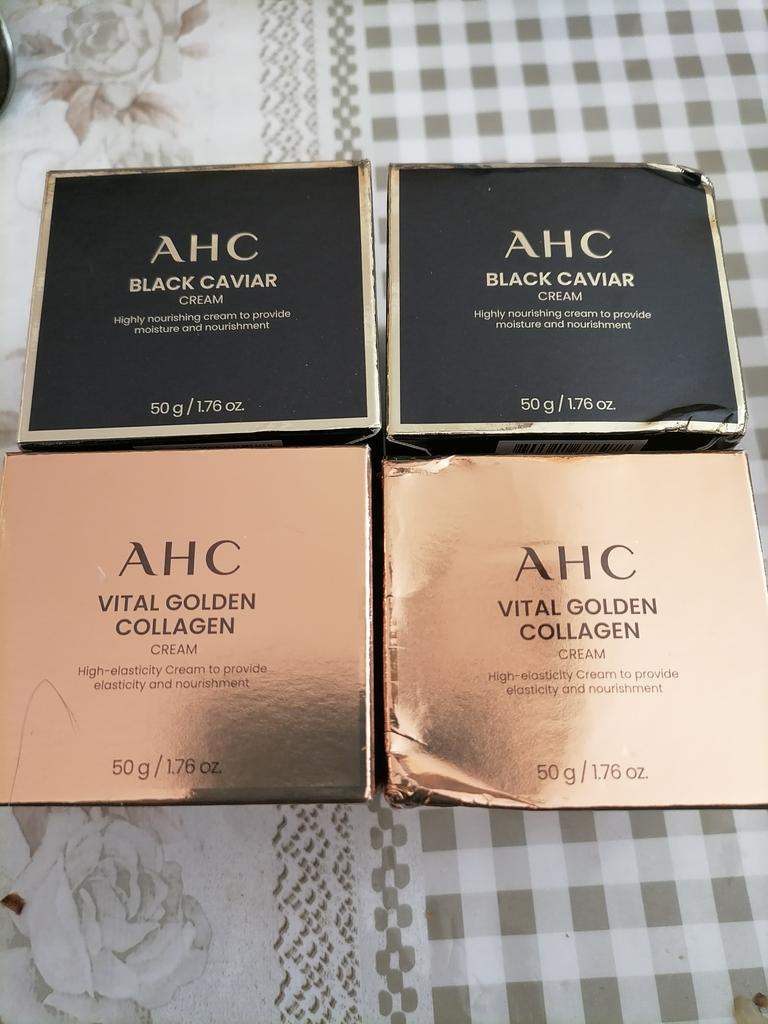 AHC
BLACK CAVIAR
CREAM
Highly nourishing cream to provide
moisture and nourishment
50 g / 1.76 oz.
AHC
BLACK CAVIAR
CREAM
Highly nourishing cream to provide
moisture and nourishment
50 g / 1.76 oz.
AHC
VITAL GOLDEN
COLLAGEN
CREAM
High-elasticity Cream to provide
elasticity and nourishment
50 g / 1.76 oz.
AHC
VITAL GOLDEN
COLLAGEN
CREAM
High-elasticity Cream to provide
elasticity and nourishment
50 g / 1.76 oz.